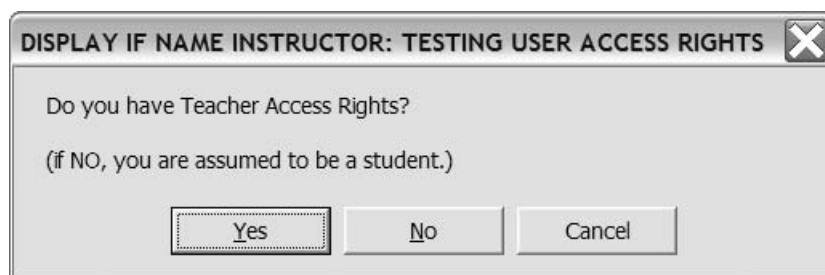 DISPLAY IF NAME INSTRUCTOR: TESTING USER ACCESS RIGHTS
Do you have Teacher Access Rights?
(if NO, you are assumed to be a student.)
Yes No Cancel